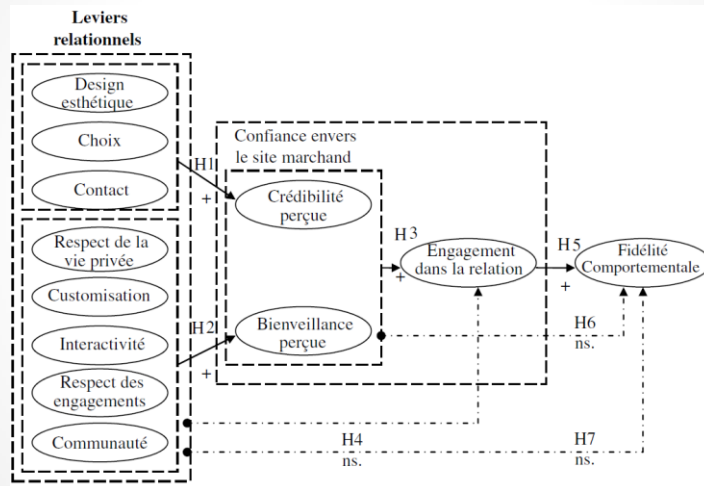 Leviers
relationnels
Design
esthétique
Choix
Contact
Respect de la
vie privée
Customisation
Interactivité
Respect des
engagements
Communauté
H1
+
H2
+
Confiance envers
le site marchand
Crédibilité
perçue
Bienveillance
perçue
H3
+
Engagement
dans la relation
H5
+
Fidélité
Comportementale
H6
ns.
H4
ns.
H7
ns.